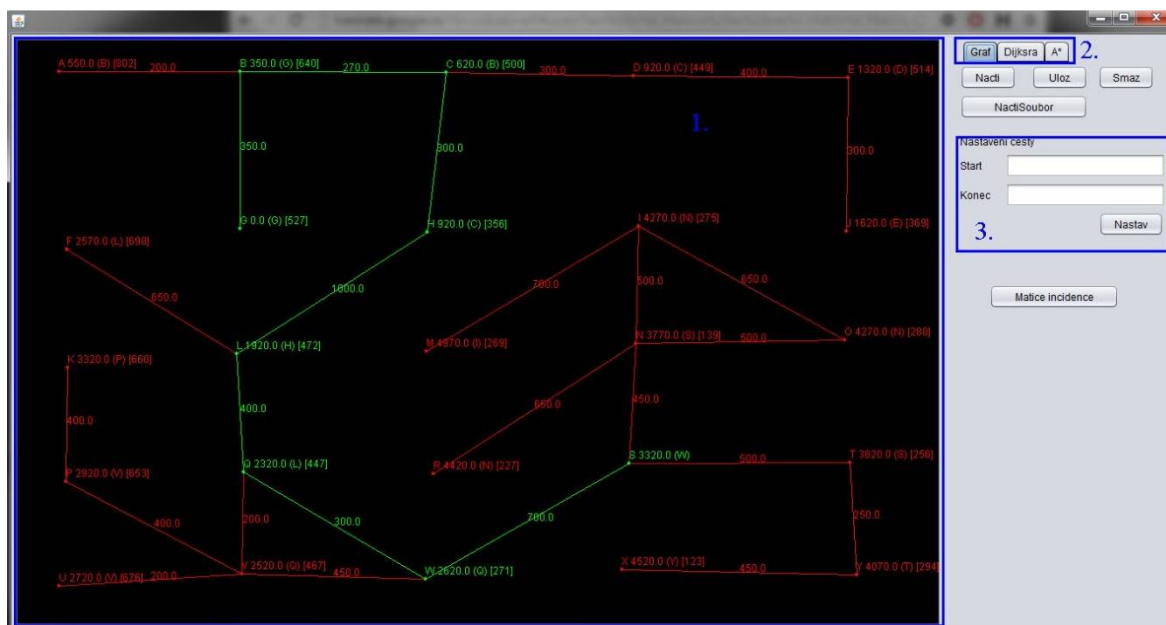 Graf Dijksra A* 2.
A 550.0 (B) [802]
B 350.0 (G) [640]
C 620.0 (B) [500]
D 920.0 (C) [449]
E 1320.0 (D) [514]
200.0
270.0
300.0
400.0
Nacti Uloz Smaz
NactiSoubor
1.
350.0
300.0
300.0
Nastaveni cesty
Start
Konec
Nastav
3.
G 0.0 (G) [527]
H 920.0 (C) [356]
I 4270.0 (N) [275]
J 1620.0 (E) [369]
F 2570.0 (L) [698]
650.0
1000.0
700.0
500.0
650.0
Matice incidence
L 1920.0 (H) [472]
M 4970.0 (I) [269]
N 3770.0 (S) [139]
500.0
O 4270.0 (N) [288]
K 3320.0 (P) [660]
400.0
400.0
650.0
450.0
P 2920.0 (V) [653]
Q 2320.0 (L) [447]
R 4420.0 (N) [227]
S 3320.0 (W)
500.0
T 3820.0 (S) [256]
400.0
200.0
300.0
700.0
250.0
U 2720.0 (V) [676]
200.0
V 2520.0 (Q) [467]
450.0
W 2620.0 (Q) [271]
X 4520.0 (Y) [123]
450.0
Y 4070.0 (T) [294]